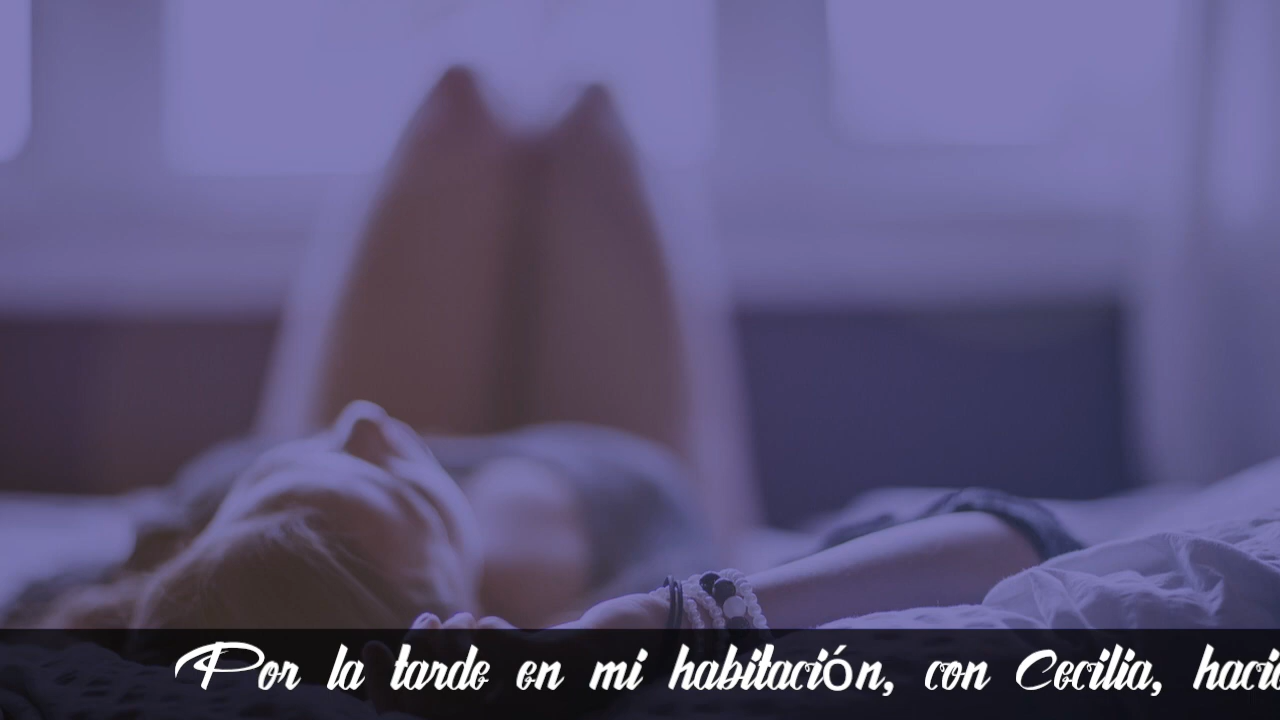 Por la tarde en mi habitación, con Cecilia,